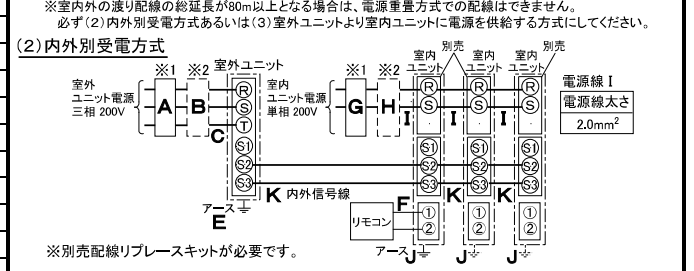 ※室内外の渡り配線の総延長が80m以上となる場合は、電源重畳方式での配線はできません。
必ず(2)内外別受電方式あるいは(3)室外ユニットより室内ユニットに電源を供給する方式にしてください。
(2)内外別受電方式
※1 ※2 室外ユニット
室外
ユニット電源
三相 200V
A B C
R
S
T
S1
S2
S3
アース
E
※1 ※2
室内
ユニット電源
単相 200V
G H
室内
ユニット
別売
室内
ユニット
室内
ユニット
別売
R R R
S S S
I I I
S1 S1 S1
S2 S2 S2
S3 S3 S3
K 内外信号線
K K
F
リモコン
① ① ①
② ② ②
アース J J J
電源線 I
電源線太さ
2.0mm²
※別売配線リプレースキットが必要です。